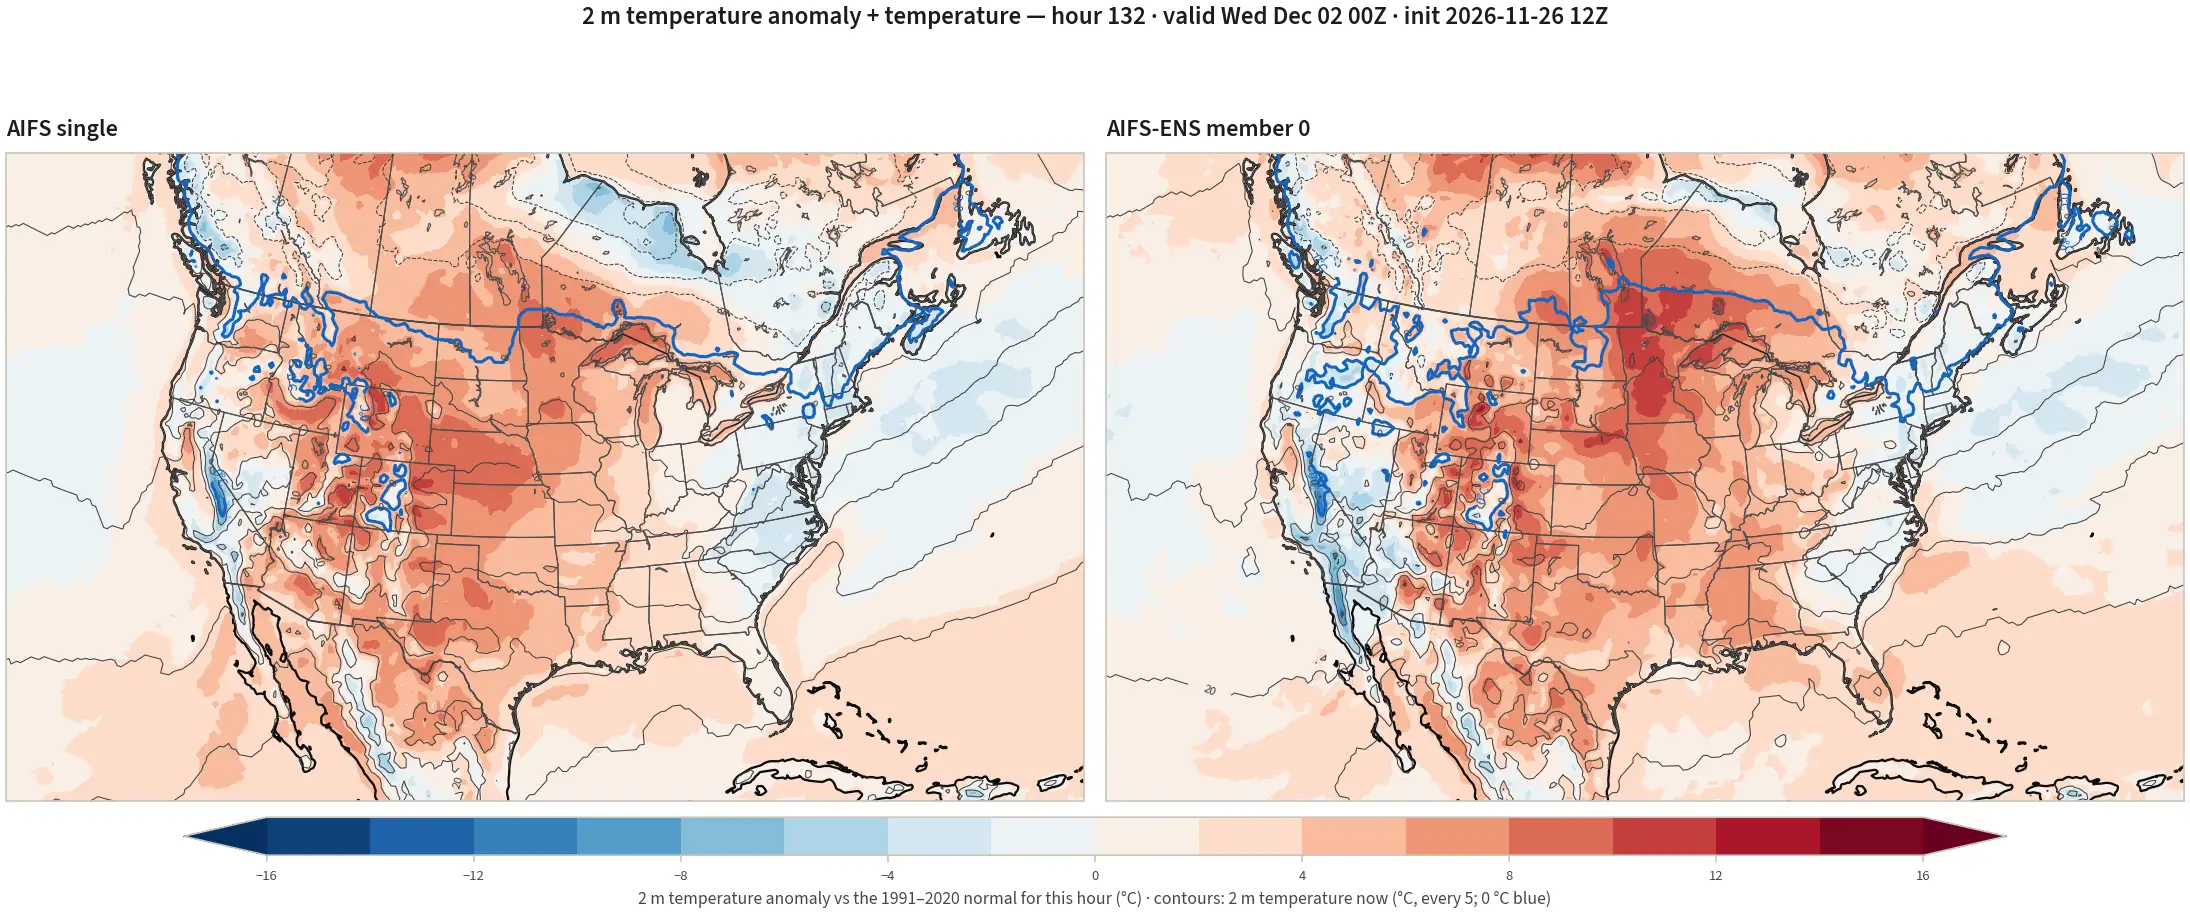 2 m temperature anomaly + temperature — hour 132 · valid Wed Dec 02 00Z · init 2026-11-26 12Z
AIFS single
AIFS-ENS member 0
20
−16 −12 −8 −4 0 4 8 12 16
2 m temperature anomaly vs the 1991–2020 normal for this hour (°C) · contours: 2 m temperature now (°C, every 5; 0 °C blue)